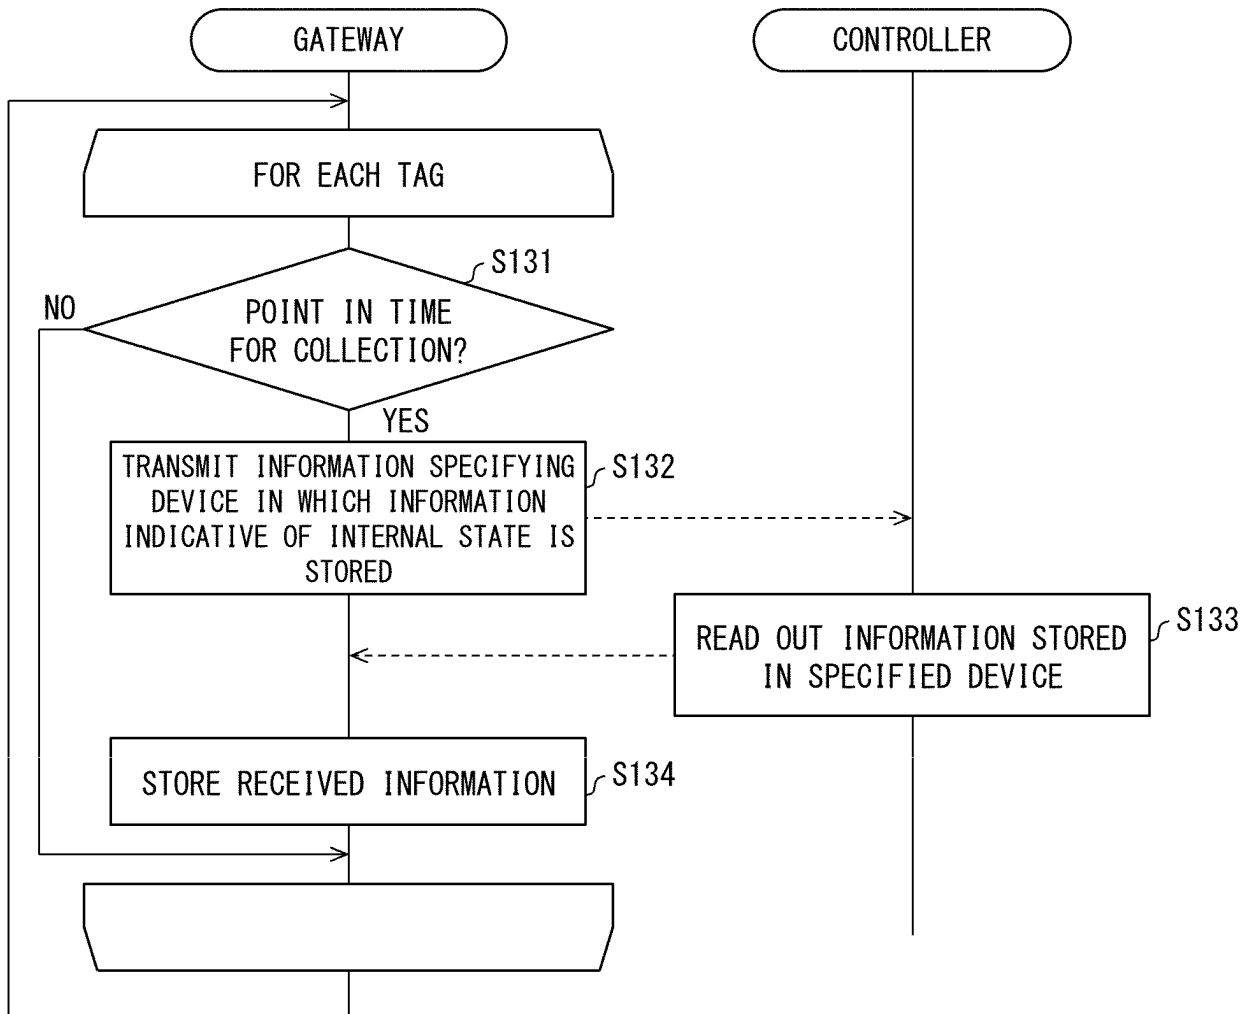 GATEWAY
CONTROLLER
FOR EACH TAG
S131
NO
POINT IN TIME
FOR COLLECTION?
YES
TRANSMIT INFORMATION SPECIFYING
DEVICE IN WHICH INFORMATION
INDICATIVE OF INTERNAL STATE IS
STORED
S132
READ OUT INFORMATION STORED
IN SPECIFIED DEVICE
S133
STORE RECEIVED INFORMATION
S134